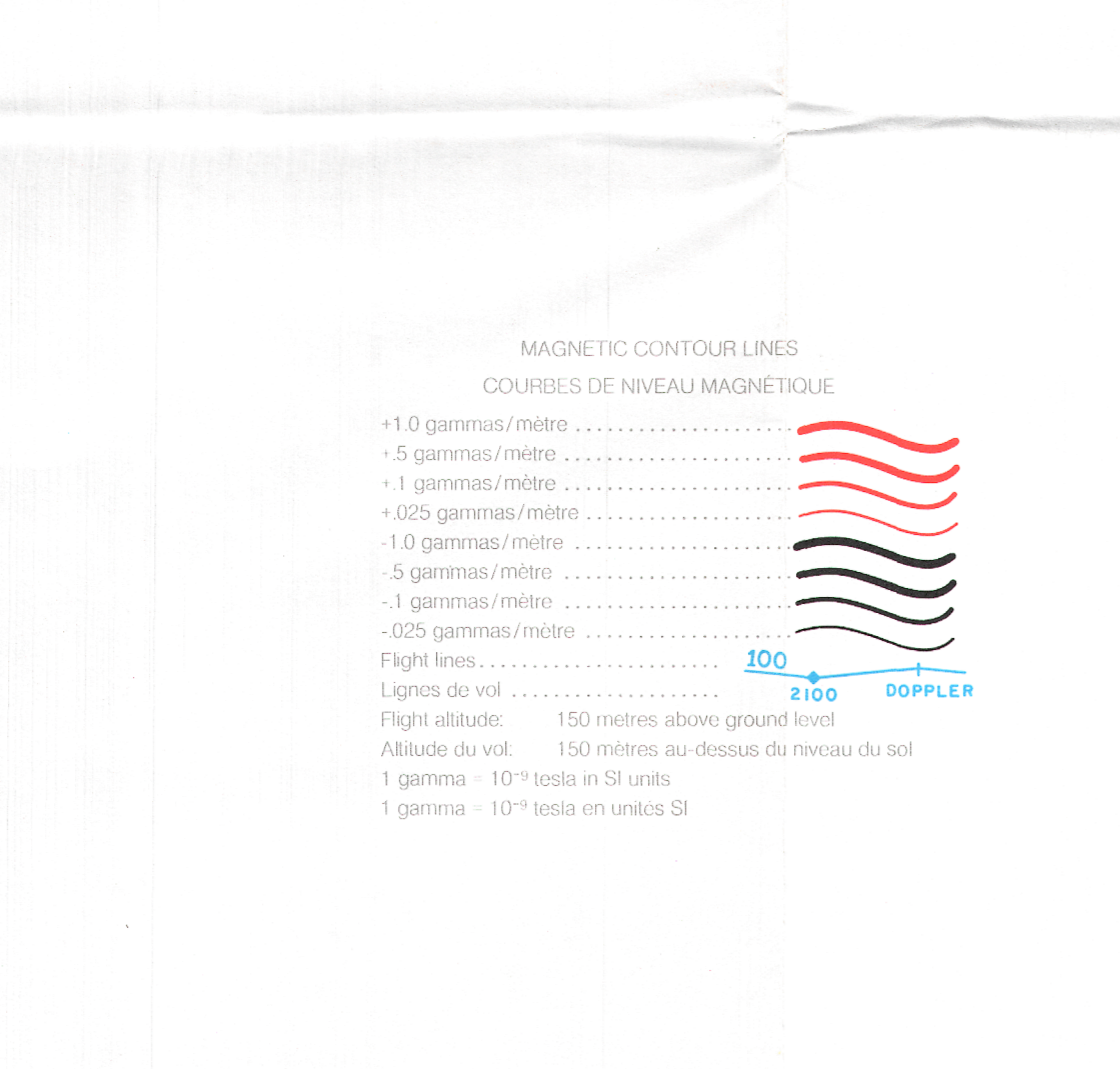 MAGNETIC CONTOUR LINES
COURBES DE NIVEAU MAGNÉTIQUE
+1.0 gammas/mètre .....................
+.5 gammas/mètre ......................
+.1 gammas/mètre ......................
+.025 gammas/mètre ....................
-1.0 gammas/mètre .....................
-.5 gammas/mètre ......................
-.1 gammas/mètre ......................
-.025 gammas/mètre ....................
Flight lines....................... 100
Lignes de vol .................... 2100 DOPPLER
Flight altitude: 150 metres above ground level
Altitude du vol: 150 mètres au-dessus du niveau du sol
1 gamma = 10⁻⁹ tesla in SI units
1 gamma = 10⁻⁹ tesla en unités SI